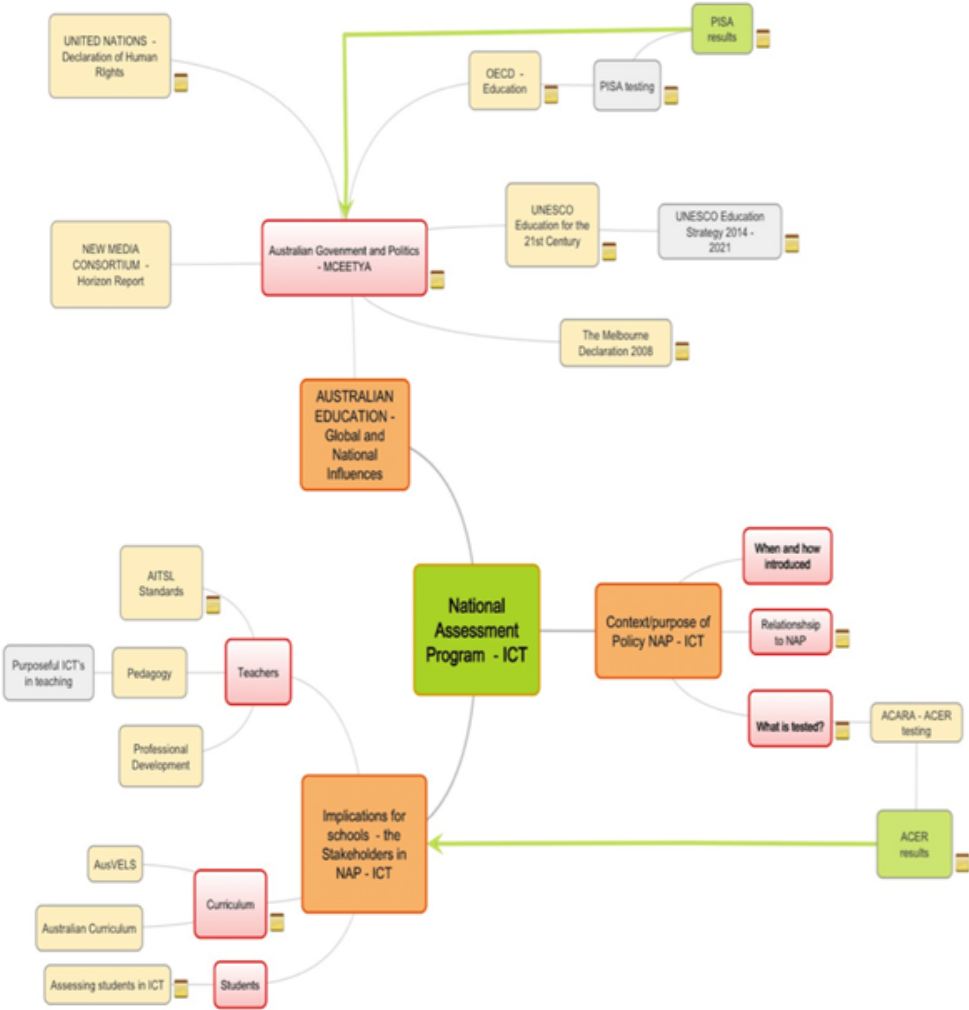 PISA
results
UNITED NATIONS -
Declaration of Human
RIghts
OECD -
Education
PISA testing
UNESCO
Education for the
21st Century
UNESCO Education
Strategy 2014 -
2021
NEW MEDIA
CONSORTIUM -
Horizon Report
Australian Govenment and Politics
- MCEETYA
The Melbourne
Declaration 2008
AUSTRALIAN
EDUCATION -
Global and
National
Influences
When and how
introduced
AITSL
Standards
National
Assessment
Program - ICT
Context/purpose of
Policy NAP - ICT
Relationshsip
to NAP
Purposeful ICT's
in teaching
Pedagogy
Teachers
What is tested?
ACARA - ACER
testing
Professional
Development
Implications for
schools - the
Stakeholders in
NAP - ICT
ACER
results
AusVELS
Curriculum
Australian Curriculum
Assessing students in ICT
Students